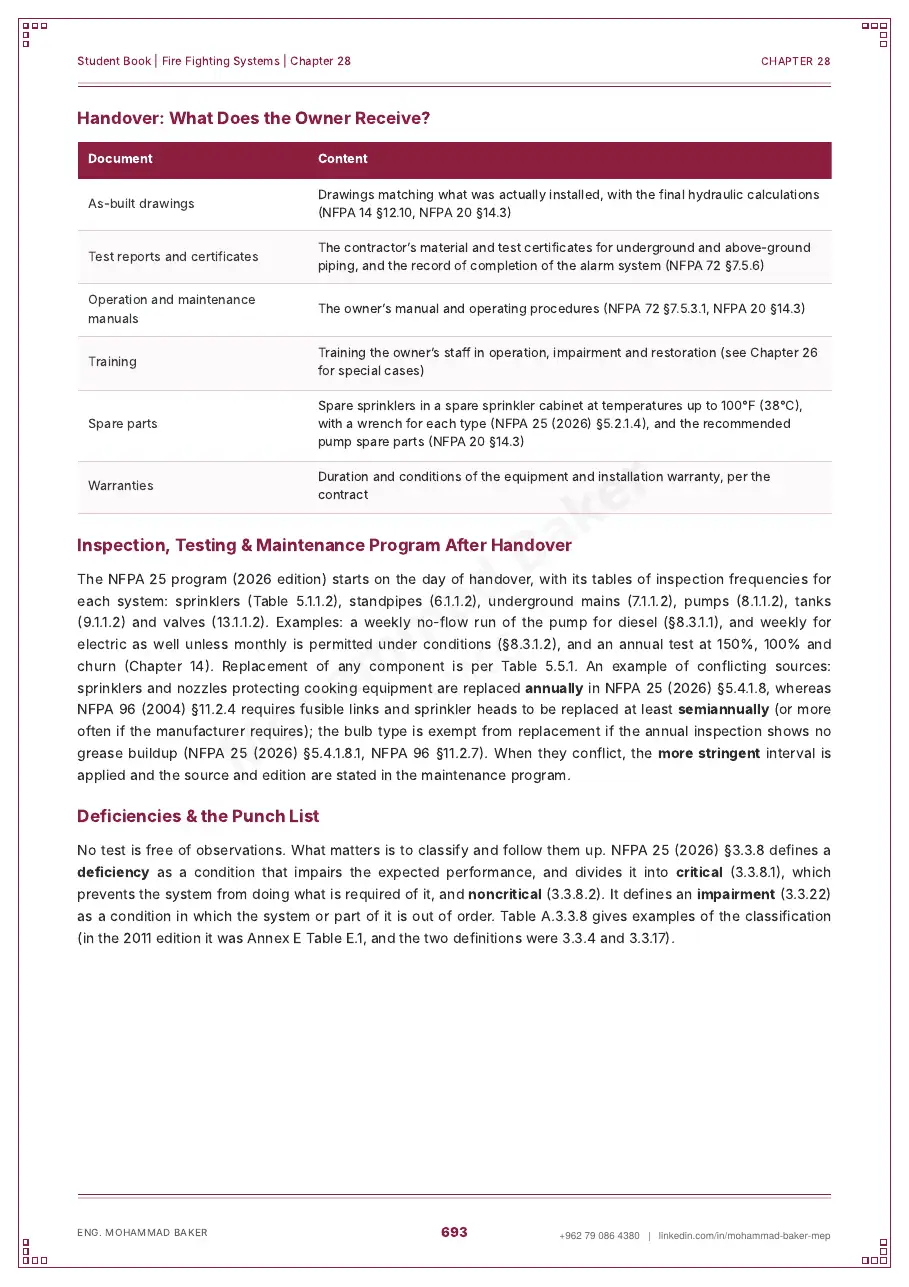 Student Book | Fire Fighting Systems | Chapter 28
CHAPTER 28
Handover: What Does the Owner Receive?
Document
Content
As-built drawings
Drawings matching what was actually installed, with the final hydraulic calculations
(NFPA 14 §12.10, NFPA 20 §14.3)
Test reports and certificates
The contractor's material and test certificates for underground and above-ground
piping, and the record of completion of the alarm system (NFPA 72 §7.5.6)
Operation and maintenance
manuals
The owner's manual and operating procedures (NFPA 72 §7.5.3.1, NFPA 20 §14.3)
Training
Training the owner's staff in operation, impairment and restoration (see Chapter 26
for special cases)
Spare parts
Spare sprinklers in a spare sprinkler cabinet at temperatures up to 100°F (38°C),
with a wrench for each type (NFPA 25 (2026) §5.2.1.4), and the recommended
pump spare parts (NFPA 20 §14.3)
Warranties
Duration and conditions of the equipment and installation warranty, per the
contract
Inspection, Testing & Maintenance Program After Handover
The NFPA 25 program (2026 edition) starts on the day of handover, with its tables of inspection frequencies for
each system: sprinklers (Table 5.1.1.2), standpipes (6.1.1.2), underground mains (7.1.1.2), pumps (8.1.1.2), tanks
(9.1.1.2) and valves (13.1.1.2). Examples: a weekly no-flow run of the pump for diesel (§8.3.1.1), and weekly for
electric as well unless monthly is permitted under conditions (§8.3.1.2), and an annual test at 150%, 100% and
churn (Chapter 14). Replacement of any component is per Table 5.5.1. An example of conflicting sources:
sprinklers and nozzles protecting cooking equipment are replaced annually in NFPA 25 (2026) §5.4.1.8, whereas
NFPA 96 (2004) §11.2.4 requires fusible links and sprinkler heads to be replaced at least semiannually (or more
often if the manufacturer requires); the bulb type is exempt from replacement if the annual inspection shows no
grease buildup (NFPA 25 (2026) §5.4.1.8.1, NFPA 96 §11.2.7). When they conflict, the more stringent interval is
applied and the source and edition are stated in the maintenance program.
Deficiencies & the Punch List
No test is free of observations. What matters is to classify and follow them up. NFPA 25 (2026) §3.3.8 defines a
deficiency as a condition that impairs the expected performance, and divides it into critical (3.3.8.1), which
prevents the system from doing what is required of it, and noncritical (3.3.8.2). It defines an impairment (3.3.22)
as a condition in which the system or part of it is out of order. Table A.3.3.8 gives examples of the classification
(in the 2011 edition it was Annex E Table E.1, and the two definitions were 3.3.4 and 3.3.17).
ENG. MOHAMMAD BAKER
693
+962 79 086 4380 | linkedin.com/in/mohammad-baker-mep